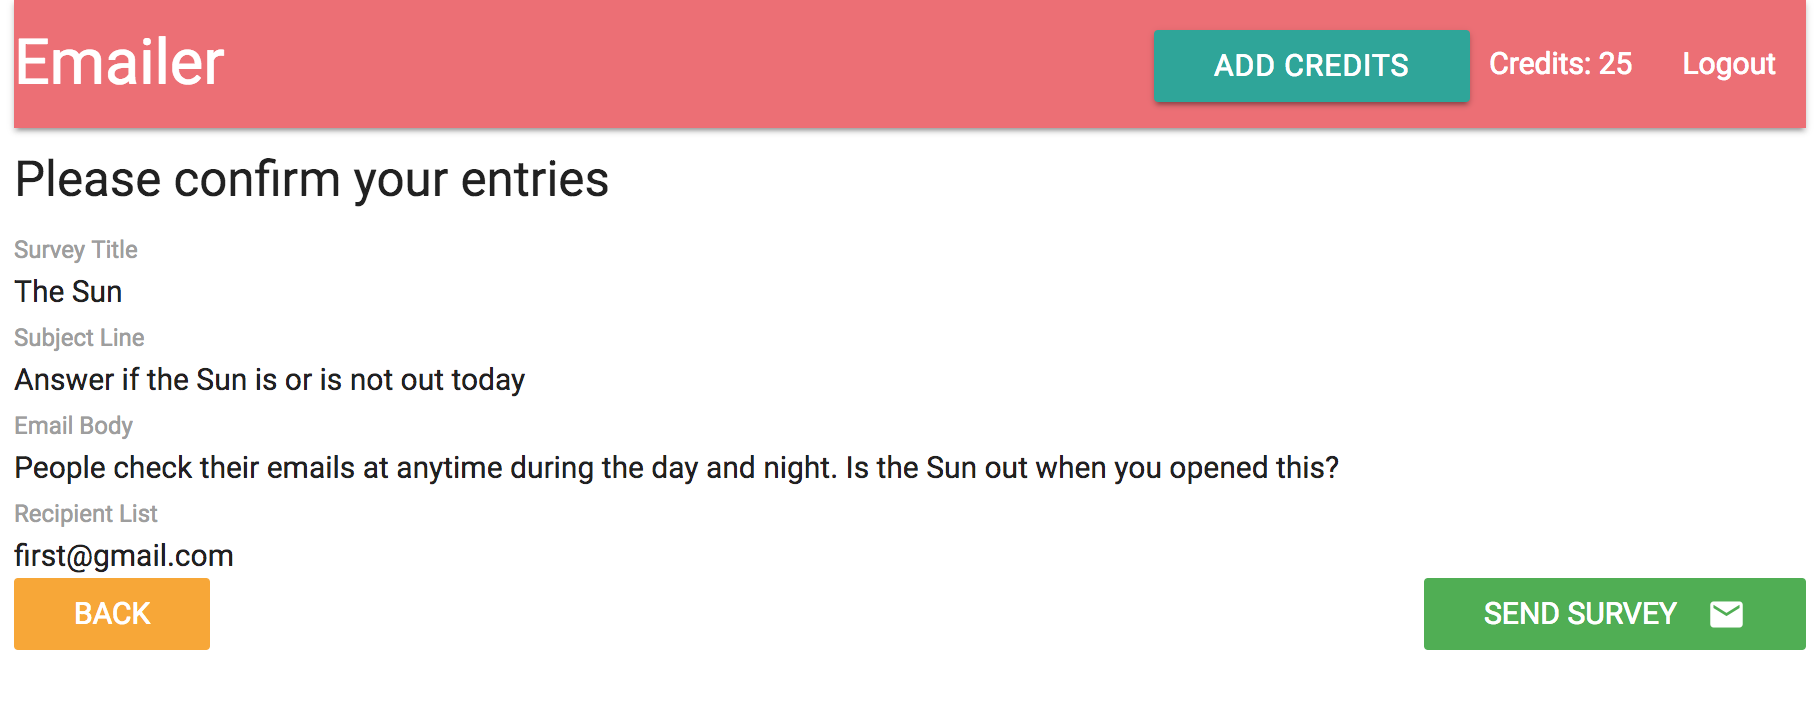 Emailer
ADD CREDITS
Credits: 25
Logout
Please confirm your entries
Survey Title
The Sun
Subject Line
Answer if the Sun is or is not out today
Email Body
People check their emails at anytime during the day and night. Is the Sun out when you opened this?
Recipient List
first@gmail.com
BACK
SEND SURVEY